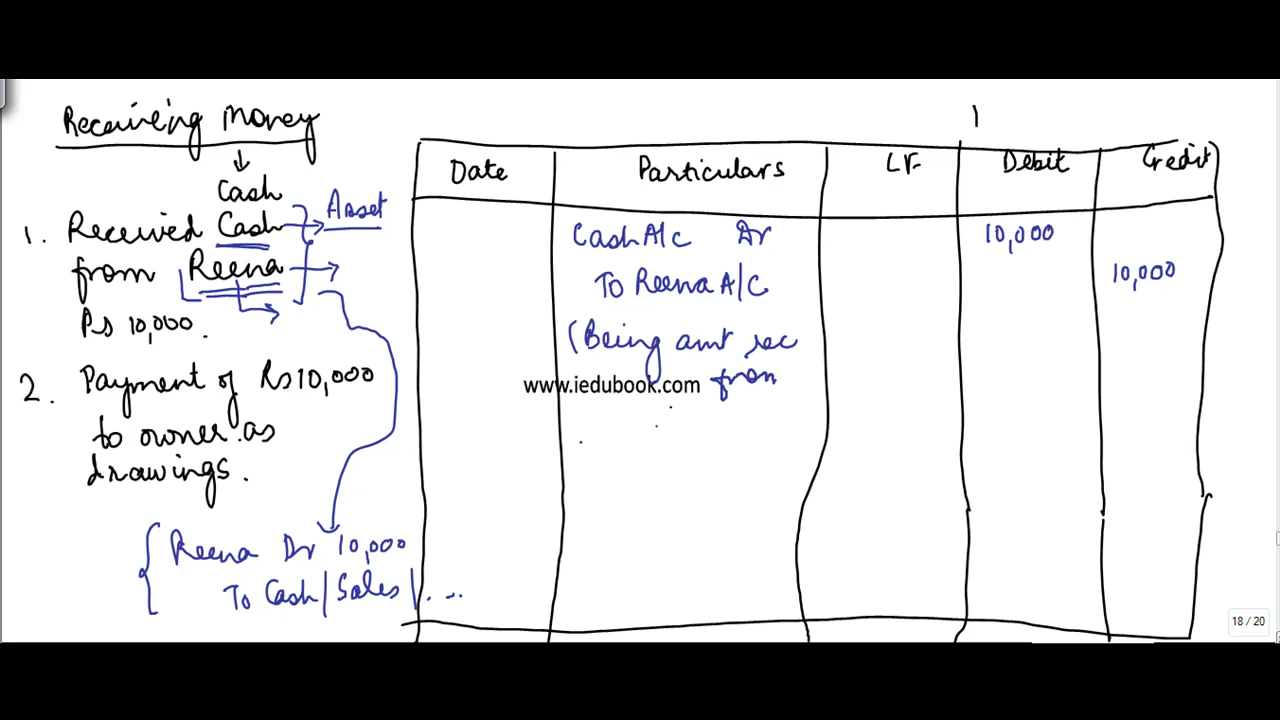 Receiving Money
Cash
1. Received Cash
from Reena
Rs 10,000.
Asset
2. Payment of Rs 10,000
to owner as
drawings.
Reena Dr 10,000
To Cash/Sales/...
1
Date Particulars LF Debit Credit
Cash A/c Dr 10,000
To Reena A/c 10,000
(Being amt rec
from
www.iedubook.com
18 / 20